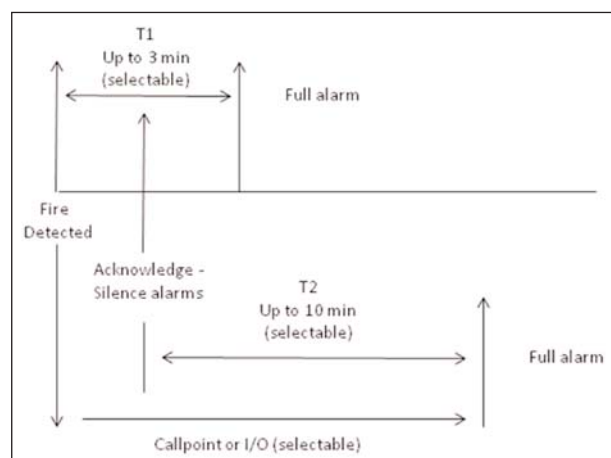 T1
Up to 3 min
(selectable)
Full alarm
Fire
Detected
Acknowledge -
Silence alarms
T2
Up to 10 min
(selectable)
Full alarm
Callpoint or I/O (selectable)